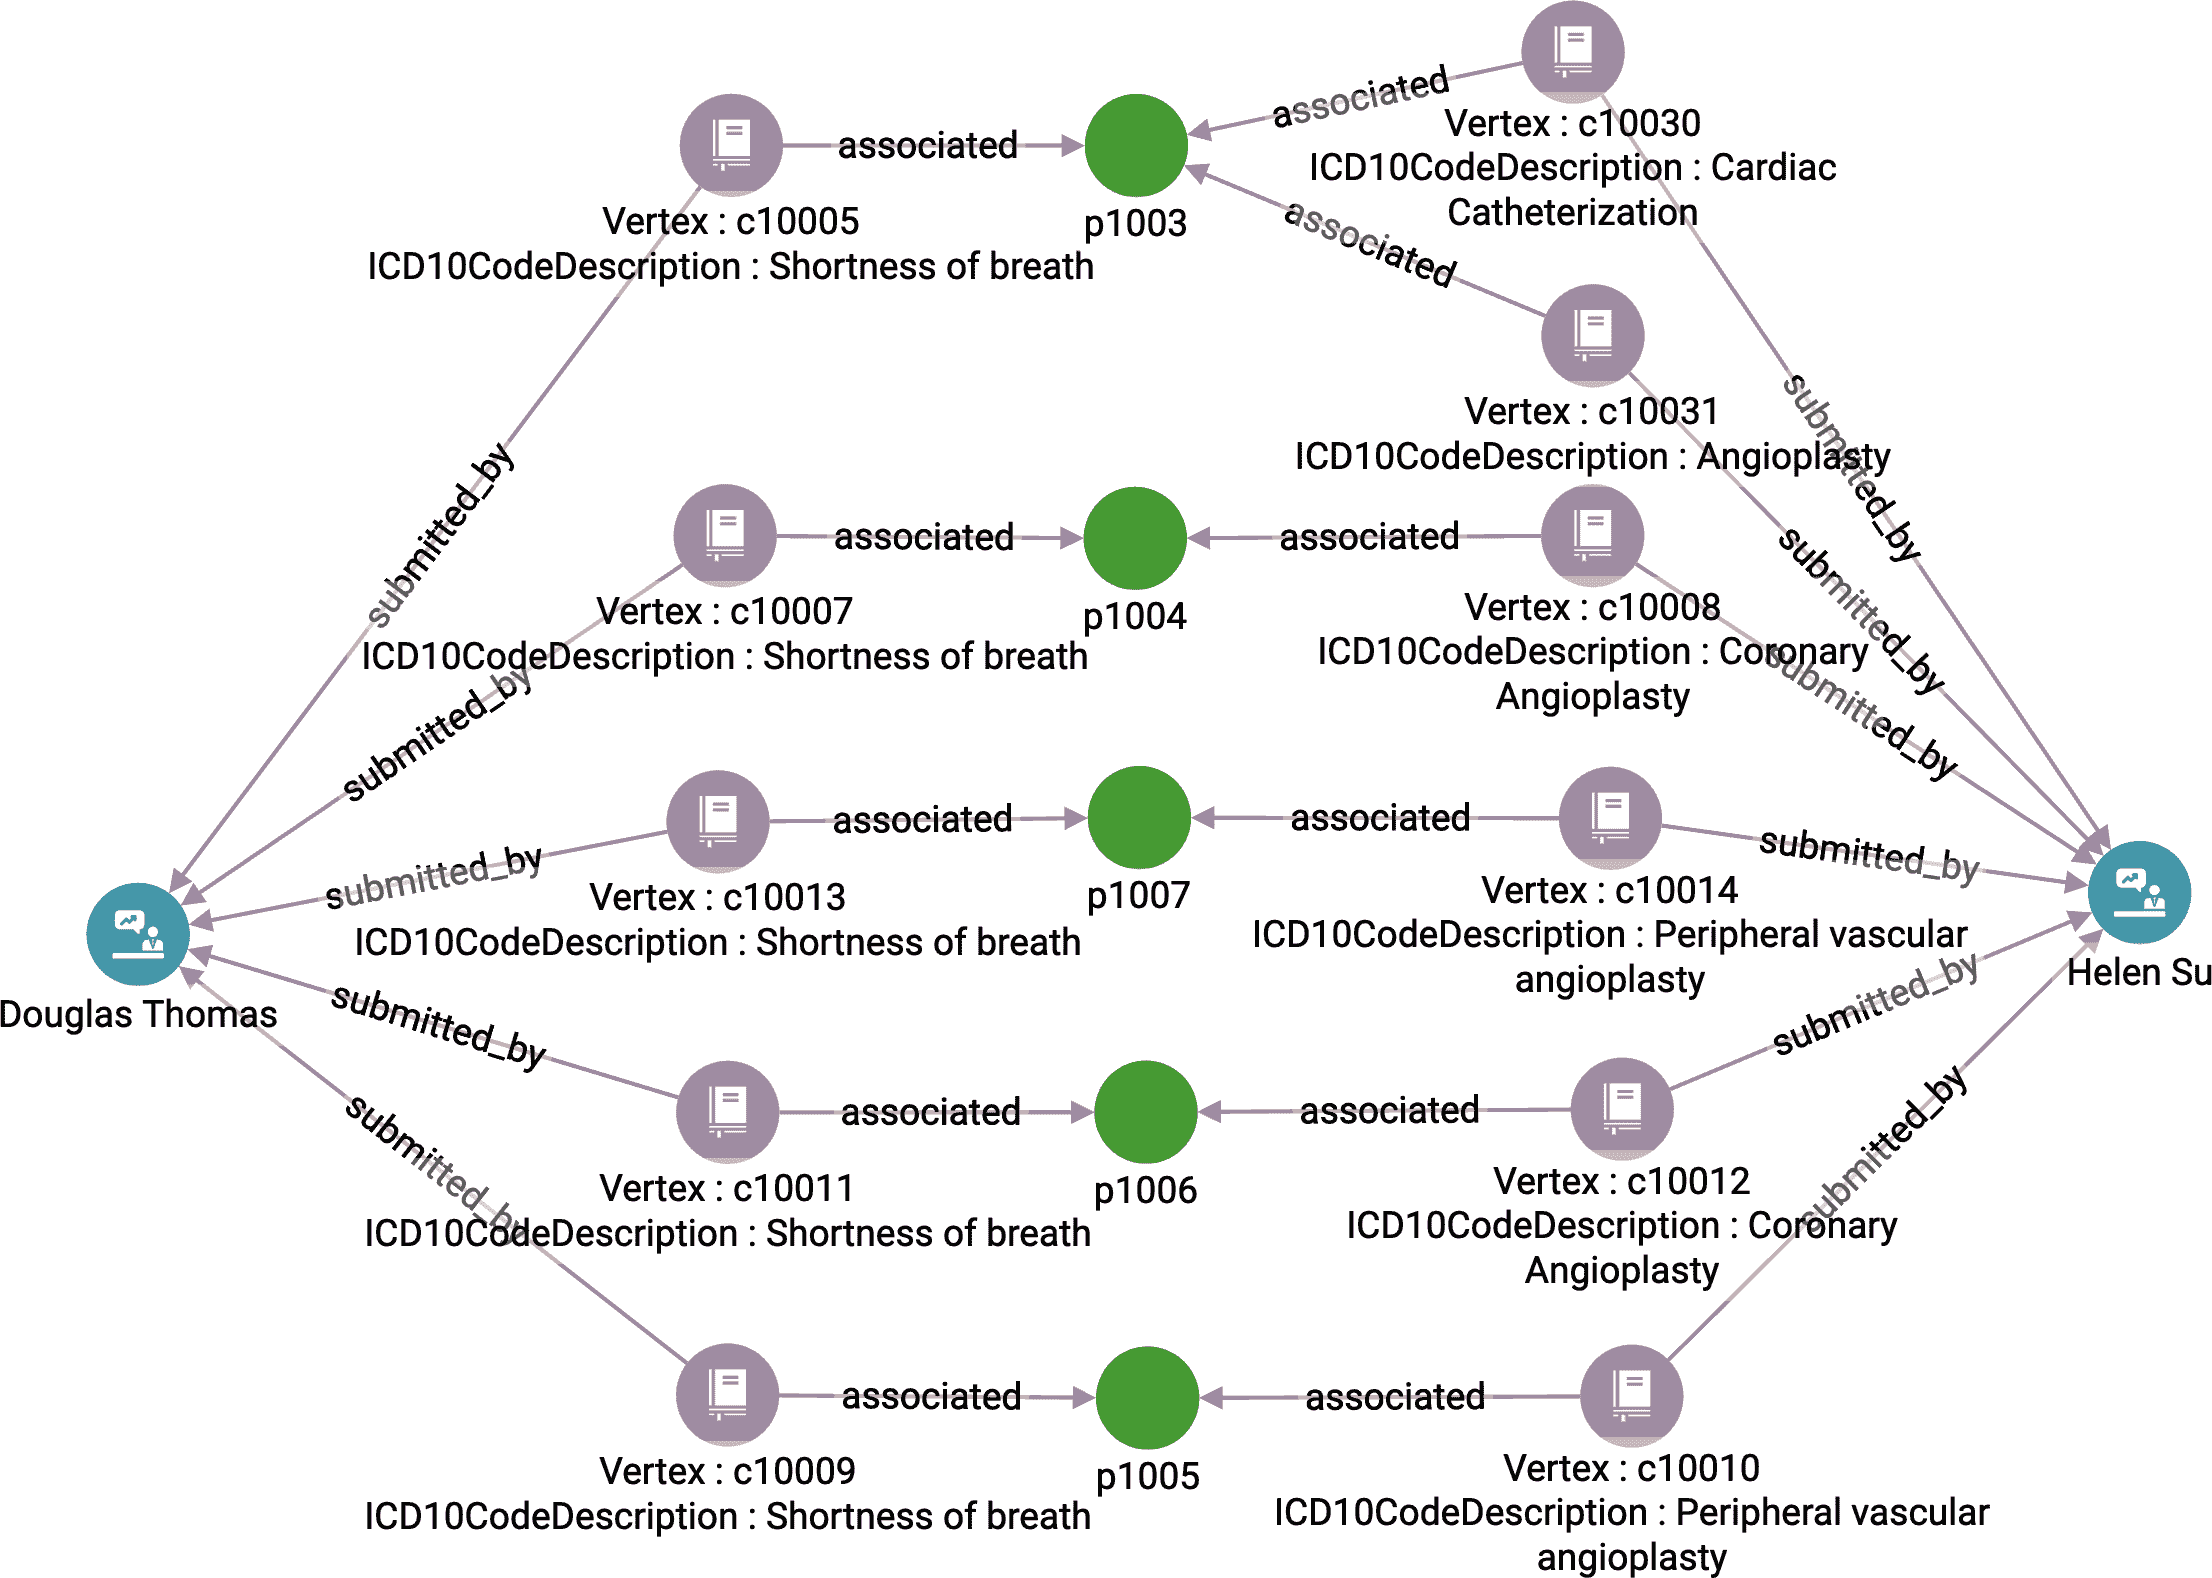 associated
Vertex : c10030
ICD10CodeDescription : Cardiac
Catheterization
associated
Vertex : c10005
ICD10CodeDescription : Shortness of breath
p1003
associated
Vertex : c10031
ICD10CodeDescription : Angioplasty
submitted_by
submitted_by
submitted_by
associated
p1004
associated
Vertex : c10007
ICD10CodeDescription : Shortness of breath
Vertex : c10008
ICD10CodeDescription : Coronary
Angioplasty
submitted_by
submitted_by
associated
p1007
associated
submitted_by
submitted_by
Vertex : c10013
ICD10CodeDescription : Shortness of breath
Vertex : c10014
ICD10CodeDescription : Peripheral vascular
angioplasty
Douglas Thomas
Helen Su
submitted_by
submitted_by
associated
p1006
associated
Vertex : c10011
ICD10CodeDescription : Shortness of breath
Vertex : c10012
ICD10CodeDescription : Coronary
Angioplasty
submitted_by
submitted_by
associated
p1005
associated
Vertex : c10009
ICD10CodeDescription : Shortness of breath
Vertex : c10010
ICD10CodeDescription : Peripheral vascular
angioplasty